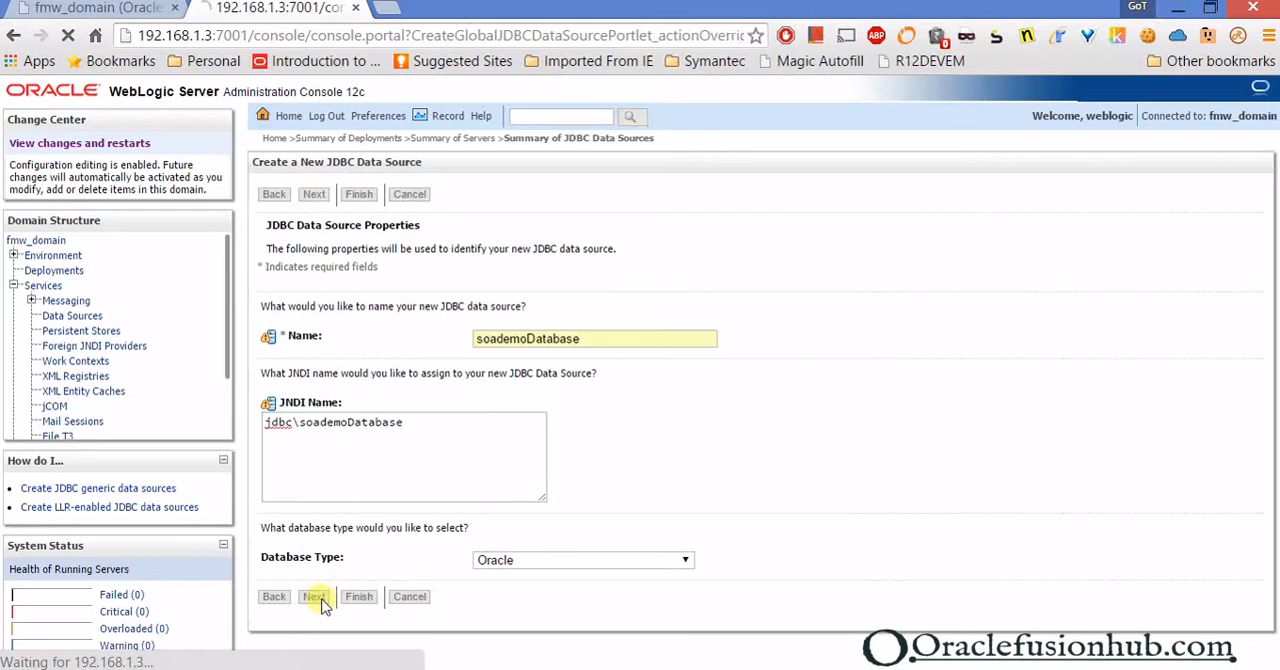 fmw_domain (Oracle
192.168.1.3:7001/con
GoT
192.168.1.3:7001/console/console.portal?CreateGlobalJDBCDataSourcePortlet_actionOverri
Apps
Bookmarks
Personal
Introduction to ...
Suggested Sites
Imported From IE
Symantec
Magic Autofill
R12DEVEM
Other bookmarks
ORACLE WebLogic Server Administration Console 12c
Change Center
View changes and restarts
Configuration editing is enabled. Future
changes will automatically be activated as you
modify, add or delete items in this domain.
Domain Structure
fmw_domain
Environment
Deployments
Services
Messaging
Data Sources
Persistent Stores
Foreign JNDI Providers
Work Contexts
XML Registries
XML Entity Caches
jCOM
Mail Sessions
File T3
How do I...
Create JDBC generic data sources
Create LLR-enabled JDBC data sources
System Status
Health of Running Servers
Failed (0)
Critical (0)
Overloaded (0)
Warning (0)
Waiting for 192.168.1.3...
Home Log Out Preferences Record Help
Welcome, weblogic
Connected to: fmw_domain
Home >Summary of Deployments >Summary of Servers >Summary of JDBC Data Sources
Create a New JDBC Data Source
Back Next Finish Cancel
JDBC Data Source Properties
The following properties will be used to identify your new JDBC data source.
* Indicates required fields
What would you like to name your new JDBC data source?
* Name: soademoDatabase
What JNDI name would you like to assign to your new JDBC Data Source?
JNDI Name:
jdbc\soademoDatabase
What database type would you like to select?
Database Type: Oracle
Back Next Finish Cancel
Oraclefusionhub.com